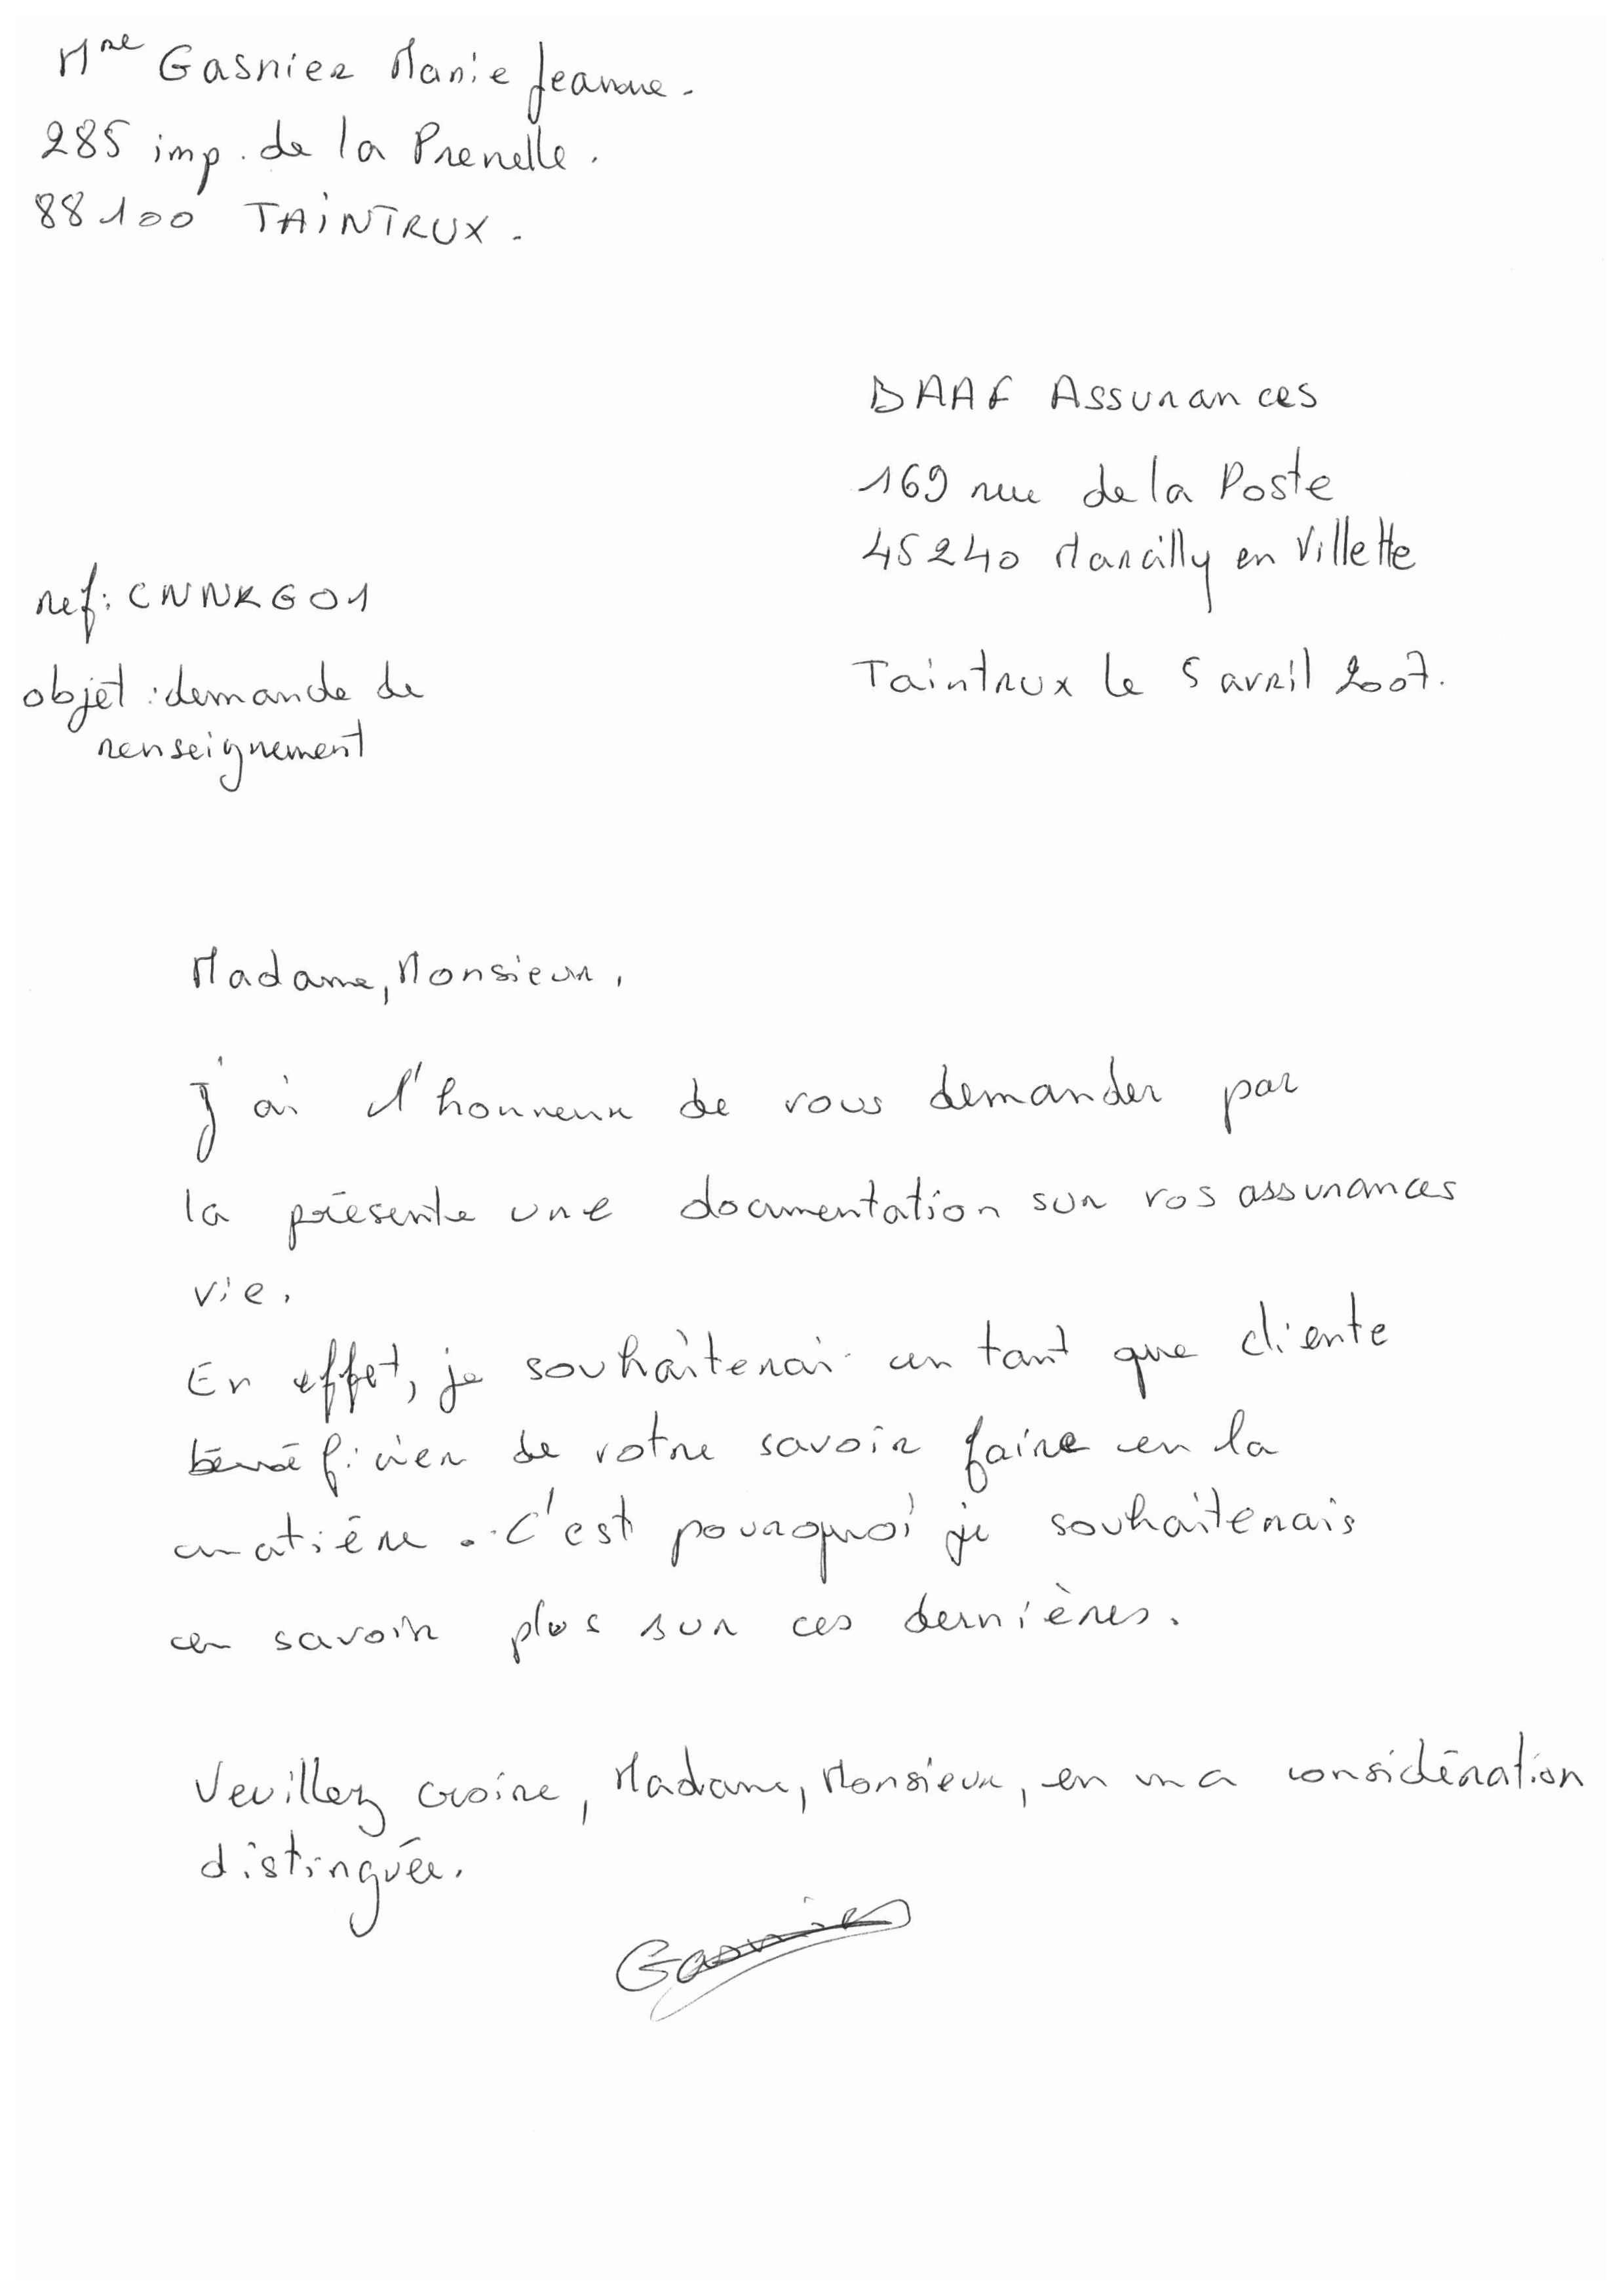 Mme Gasnier Marie Jeanne.
285 imp. de la Prenelle.
88100 TAINTRUX.
BAAF Assurances
169 rue de la Poste
45240 Marcilly en Villette
ref: CNNKG01
Taintrux le 5 avril 2007.
objet : demande de
renseignement
Madame, Monsieur,
J'ai l'honneur de vous demander par
la présente une documentation sur vos assurances
vie.
En effet, je souhaiterai en tant que cliente
bénéficier de votre savoir faire en la
matière. C'est pourquoi je souhaiterais
en savoir plus sur ces dernières.
Veuillez croire, Madame, Monsieur, en ma considération
distinguée.
Gasnier